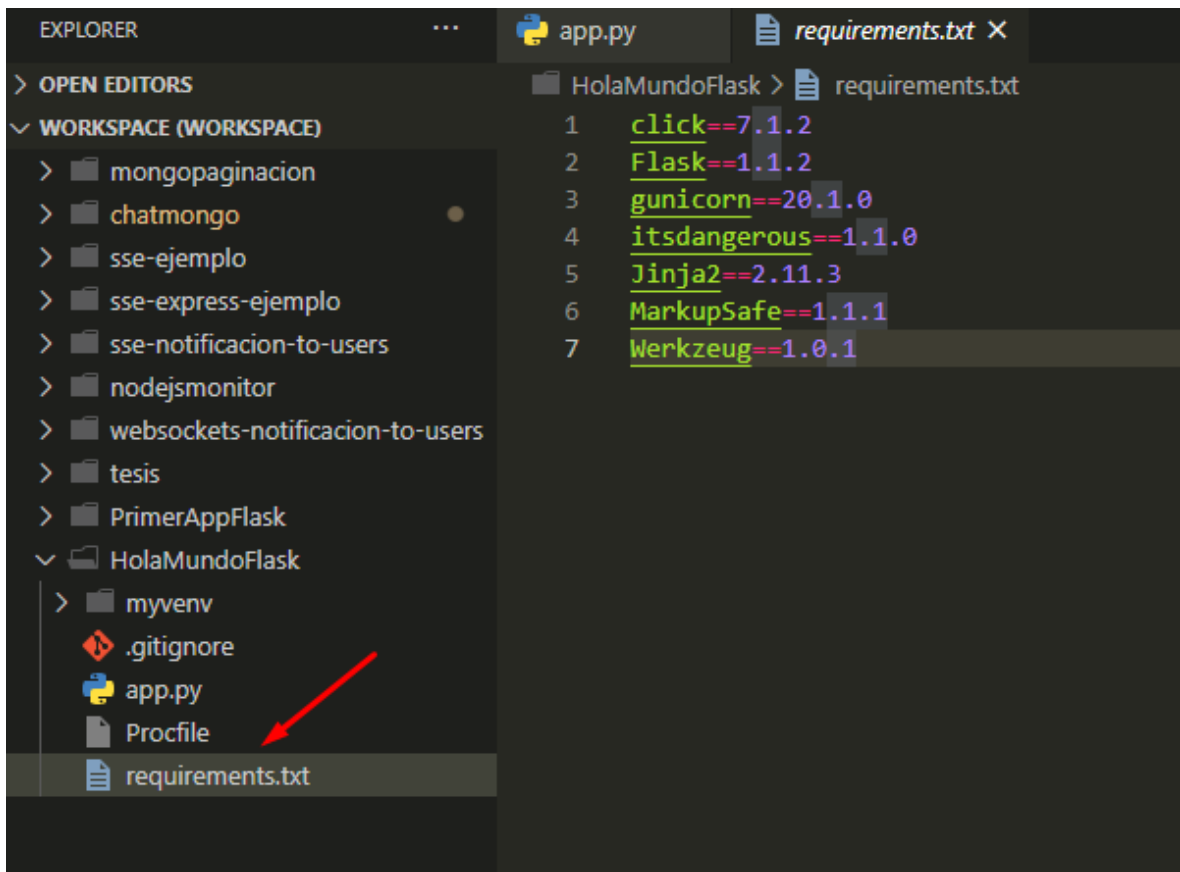 EXPLORER ...
OPEN EDITORS
WORKSPACE (WORKSPACE)
mongopaginacion
chatmongo
sse-ejemplo
sse-express-ejemplo
sse-notificacion-to-users
nodejsmonitor
websockets-notificacion-to-users
tesis
PrimerAppFlask
HolaMundoFlask
myvenv
.gitignore
app.py
Procfile
requirements.txt
app.py requirements.txt
HolaMundoFlask > requirements.txt
1 click==7.1.2
2 Flask==1.1.2
3 gunicorn==20.1.0
4 itsdangerous==1.1.0
5 Jinja2==2.11.3
6 MarkupSafe==1.1.1
7 Werkzeug==1.0.1